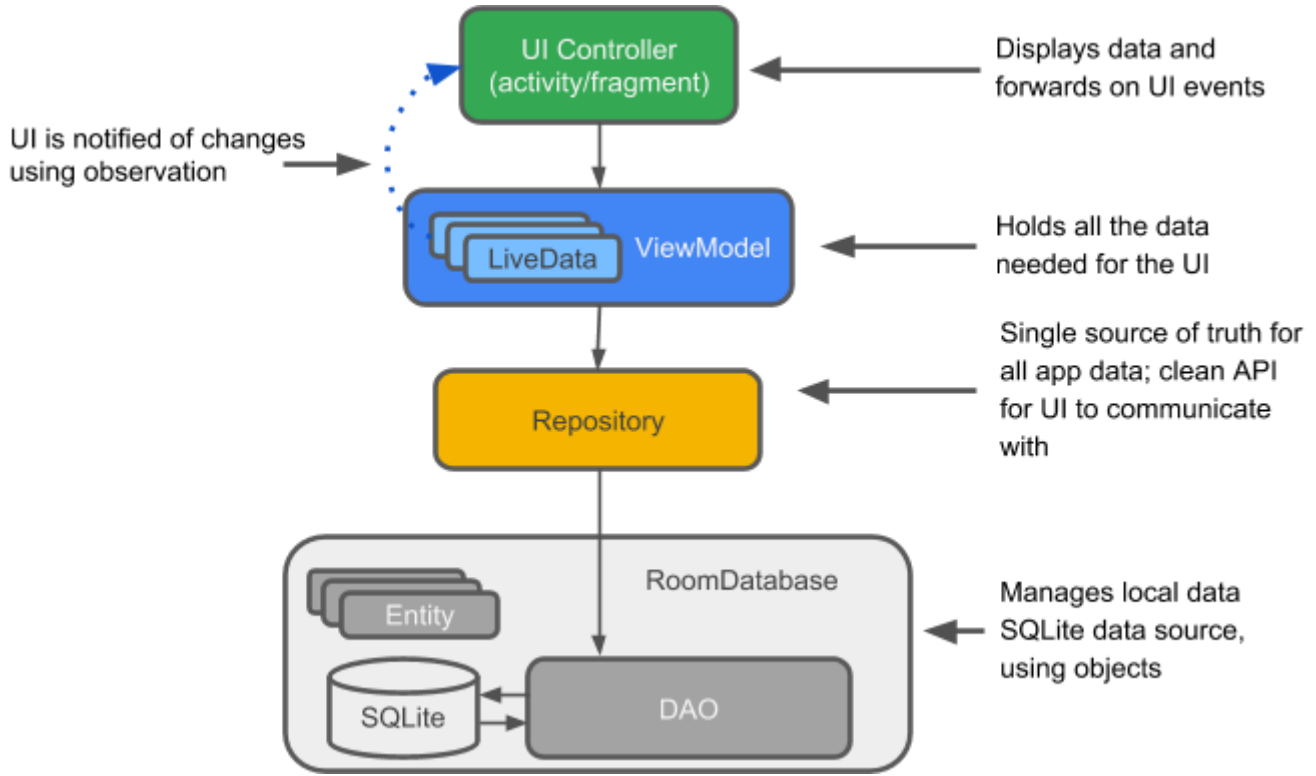 UI Controller
(activity/fragment)
Displays data and
forwards on UI events
UI is notified of changes
using observation
LiveData
ViewModel
Holds all the data
needed for the UI
Repository
Single source of truth for
all app data; clean API
for UI to communicate
with
RoomDatabase
Entity
SQLite
DAO
Manages local data
SQLite data source,
using objects